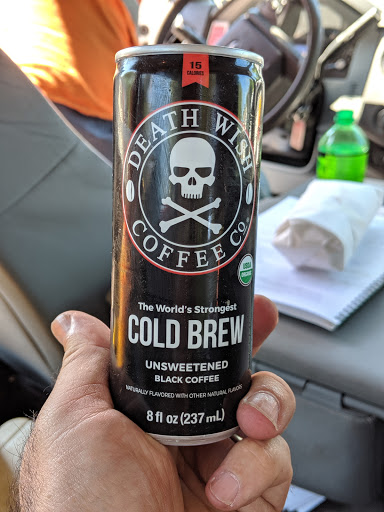 15
CALORIES
DEATH WISH
COFFEE CO.
USDA
ORGANIC
The World's Strongest
COLD BREW
UNSWEETENED
BLACK COFFEE
NATURALLY FLAVORED WITH OTHER NATURAL FLAVORS
8 fl oz (237 mL)